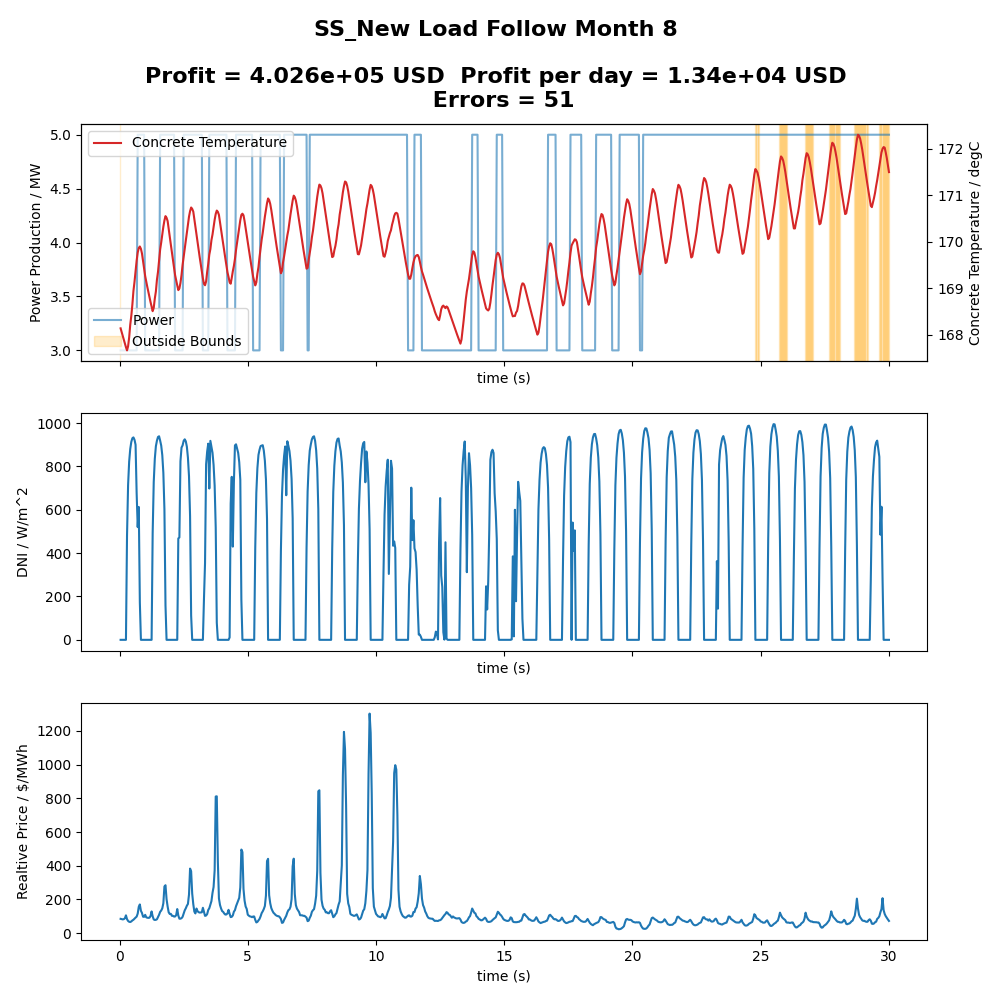 SS_New Load Follow Month 8
Profit = 4.026e+05 USD  Profit per day = 1.34e+04 USD
Errors = 51
Power Production / MW
5.0
4.5
4.0
3.5
3.0
Concrete Temperature
Power
Outside Bounds
172
171
170
169
168
Concrete Temperature / degC
time (s)
DNI / W/m^2
1000
800
600
400
200
0
time (s)
Realtive Price / $/MWh
1200
1000
800
600
400
200
0
0 5 10 15 20 25 30
time (s)